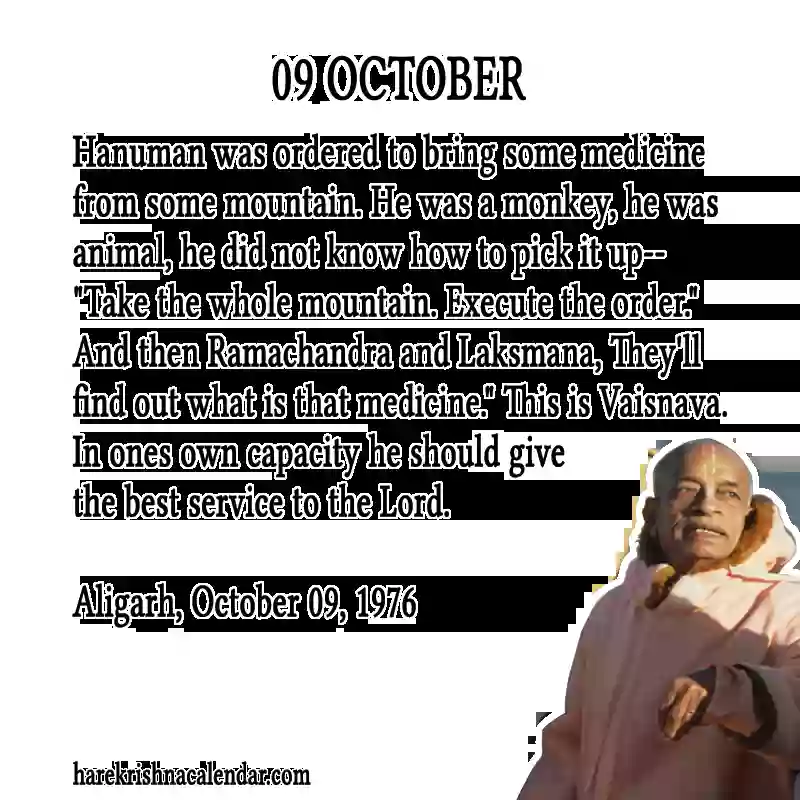 09 OCTOBER
Hanuman was ordered to bring some medicine
from some mountain. He was a monkey, he was
animal, he did not know how to pick it up--
"Take the whole mountain. Execute the order."
And then Ramachandra and Laksmana, They'll
find out what is that medicine." This is Vaisnava.
In ones own capacity he should give
the best service to the Lord.
Aligarh, October 09, 1976
harekrishnacalendar.com